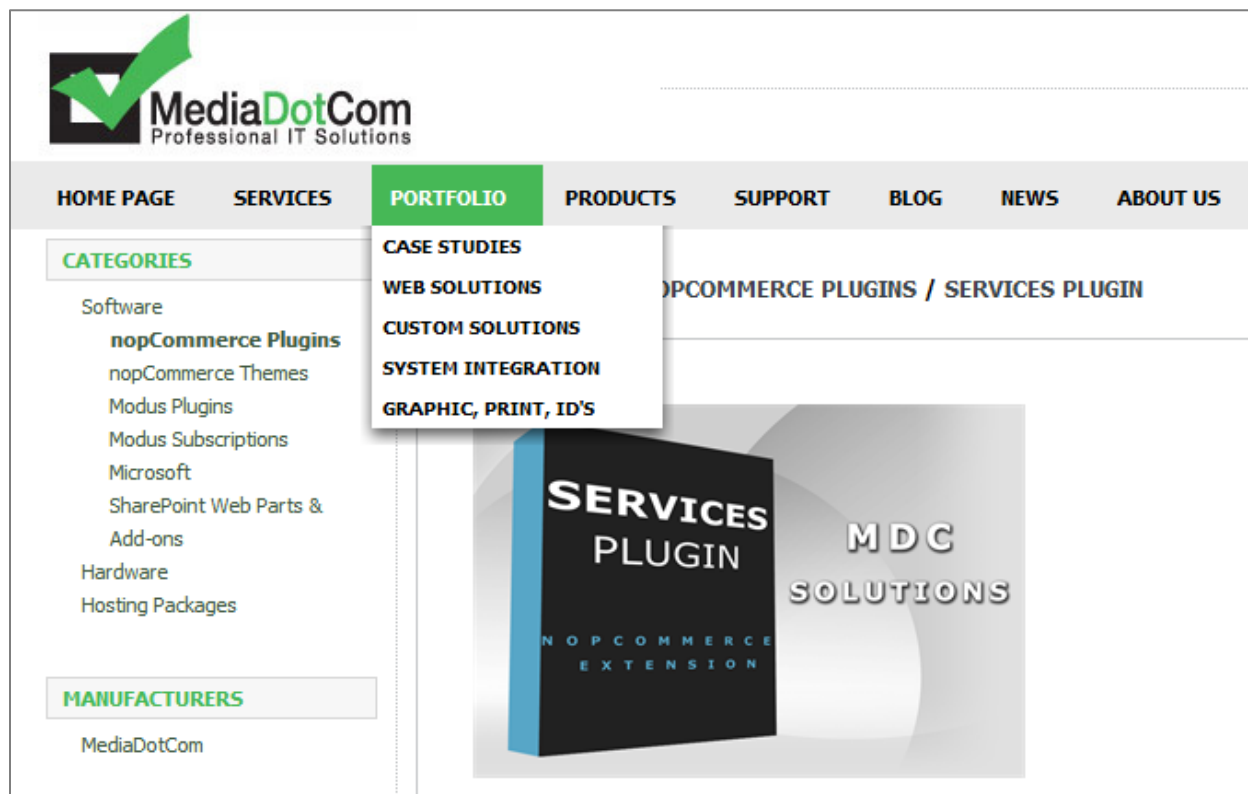 MediaDotCom
Professional IT Solutions
HOME PAGE SERVICES PORTFOLIO PRODUCTS SUPPORT BLOG NEWS ABOUT US
CASE STUDIES
WEB SOLUTIONS
CUSTOM SOLUTIONS
SYSTEM INTEGRATION
GRAPHIC, PRINT, ID'S
CATEGORIES
Software
nopCommerce Plugins
nopCommerce Themes
Modus Plugins
Modus Subscriptions
Microsoft
SharePoint Web Parts &
Add-ons
Hardware
Hosting Packages
MANUFACTURERS
MediaDotCom
PLUGINS / SERVICES PLUGIN
SERVICES
PLUGIN
NOPCOMMERCE
EXTENSION
MDC
SOLUTIONS